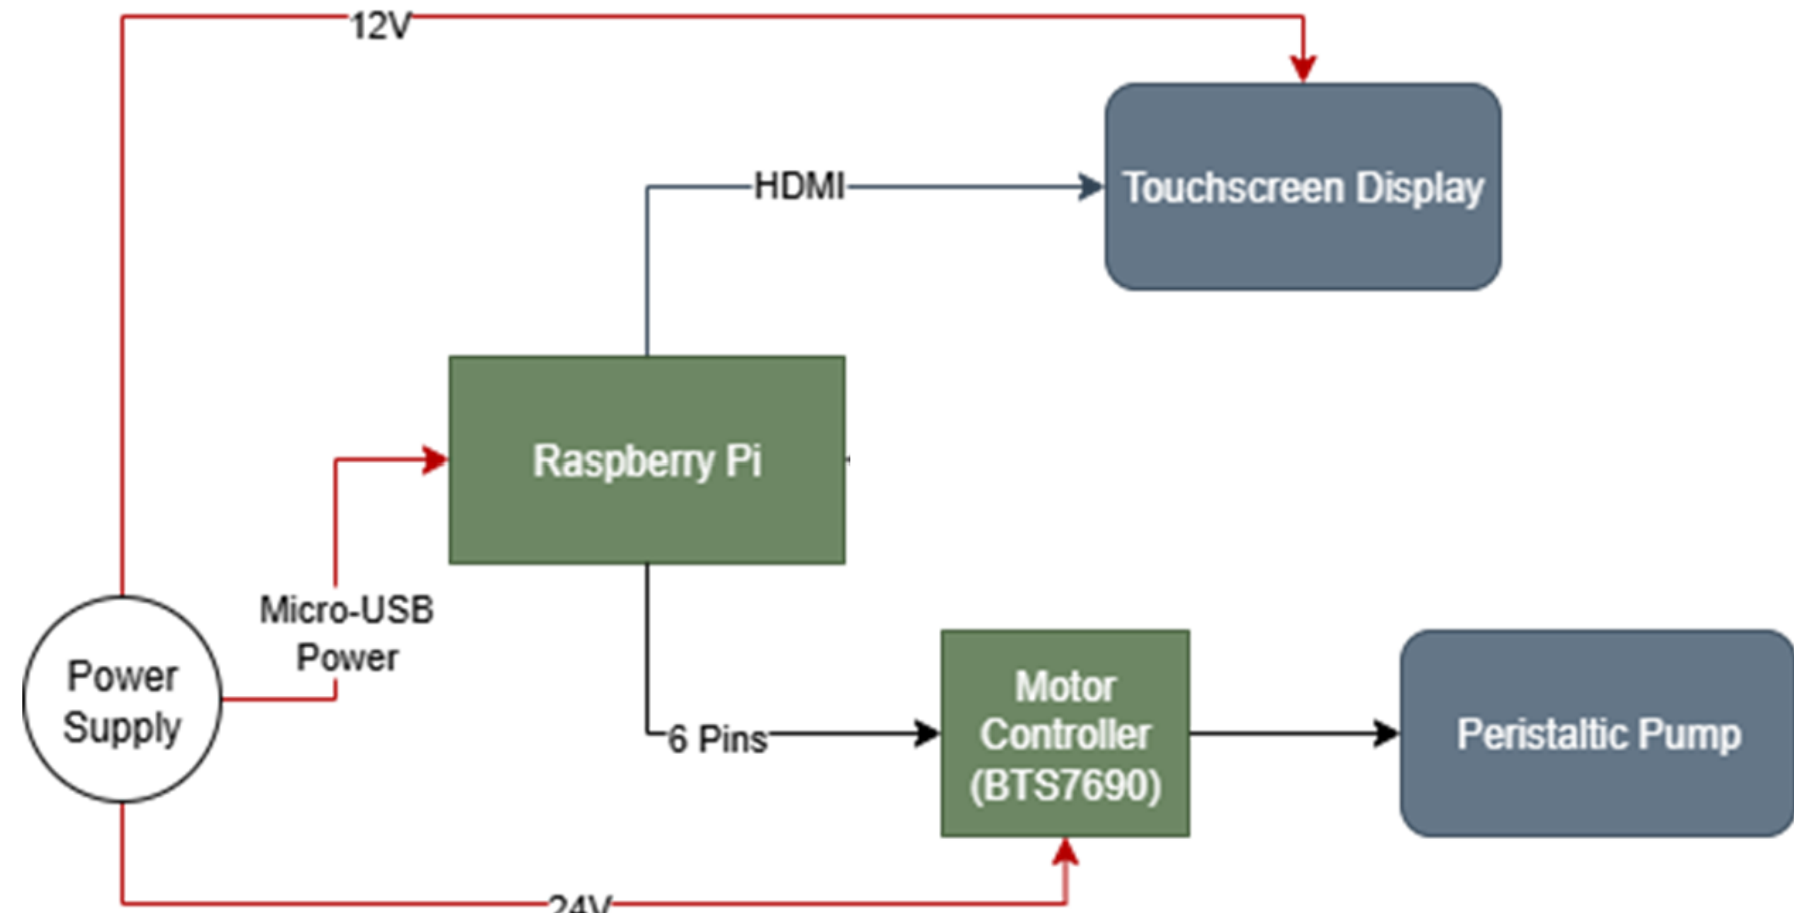 12V
HDMI
Touchscreen Display
Raspberry Pi
Micro-USB
Power
Power
Supply
6 Pins
Motor
Controller
(BTS7690)
Peristaltic Pump
24V